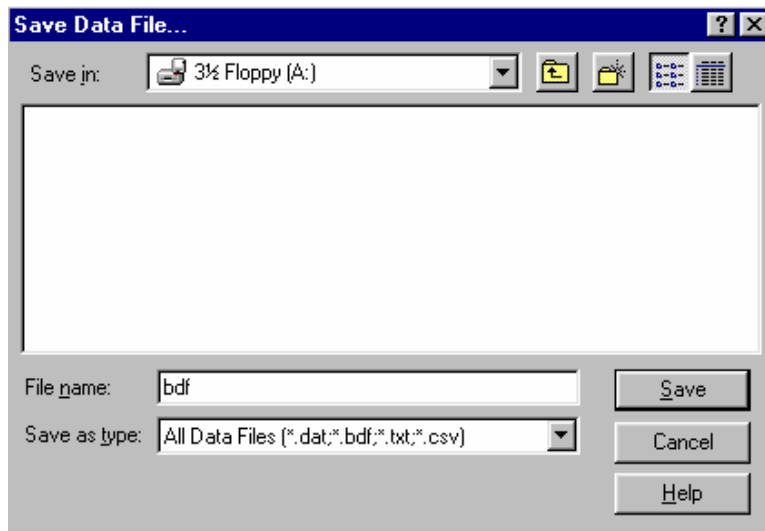 Save Data File...
Save in: 3½ Floppy (A:)
File name: bdf Save
Save as type: All Data Files (*.dat;*.bdf;*.txt;*.csv) Cancel
Help